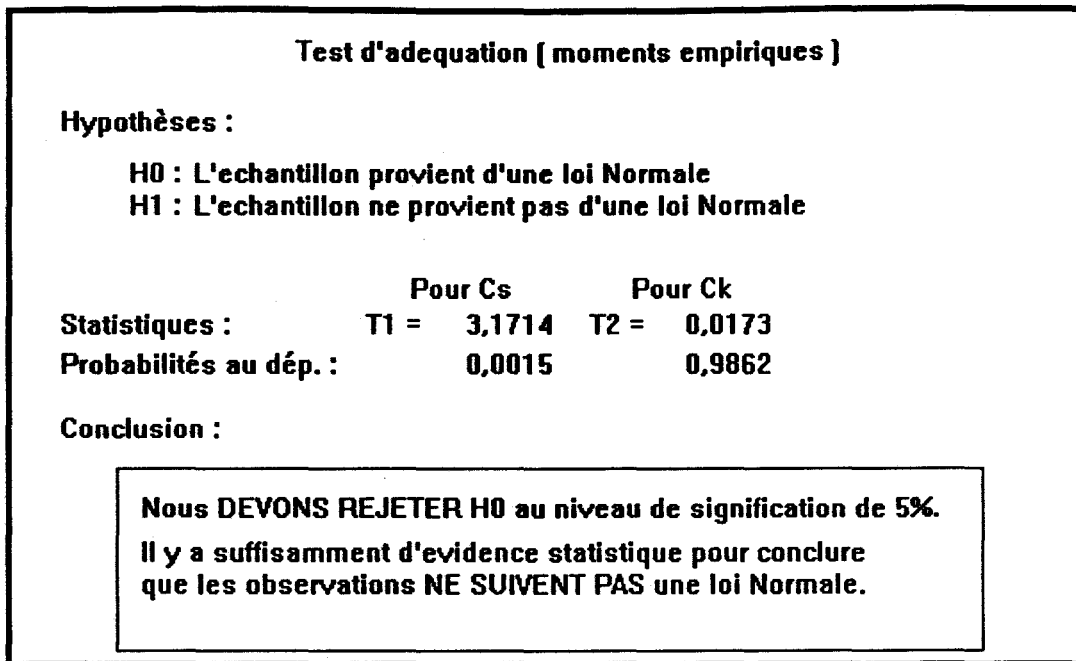 Test d'adequation ( moments empiriques )
Hypothèses :
H0 : L'echantillon provient d'une loi Normale
H1 : L'echantillon ne provient pas d'une loi Normale
Pour Cs Pour Ck
Statistiques : T1 = 3,1714 T2 = 0,0173
Probabilités au dép. : 0,0015 0,9862
Conclusion :
Nous DEVONS REJETER H0 au niveau de signification de 5%.
Il y a suffisamment d'evidence statistique pour conclure
que les observations NE SUIVENT PAS une loi Normale.